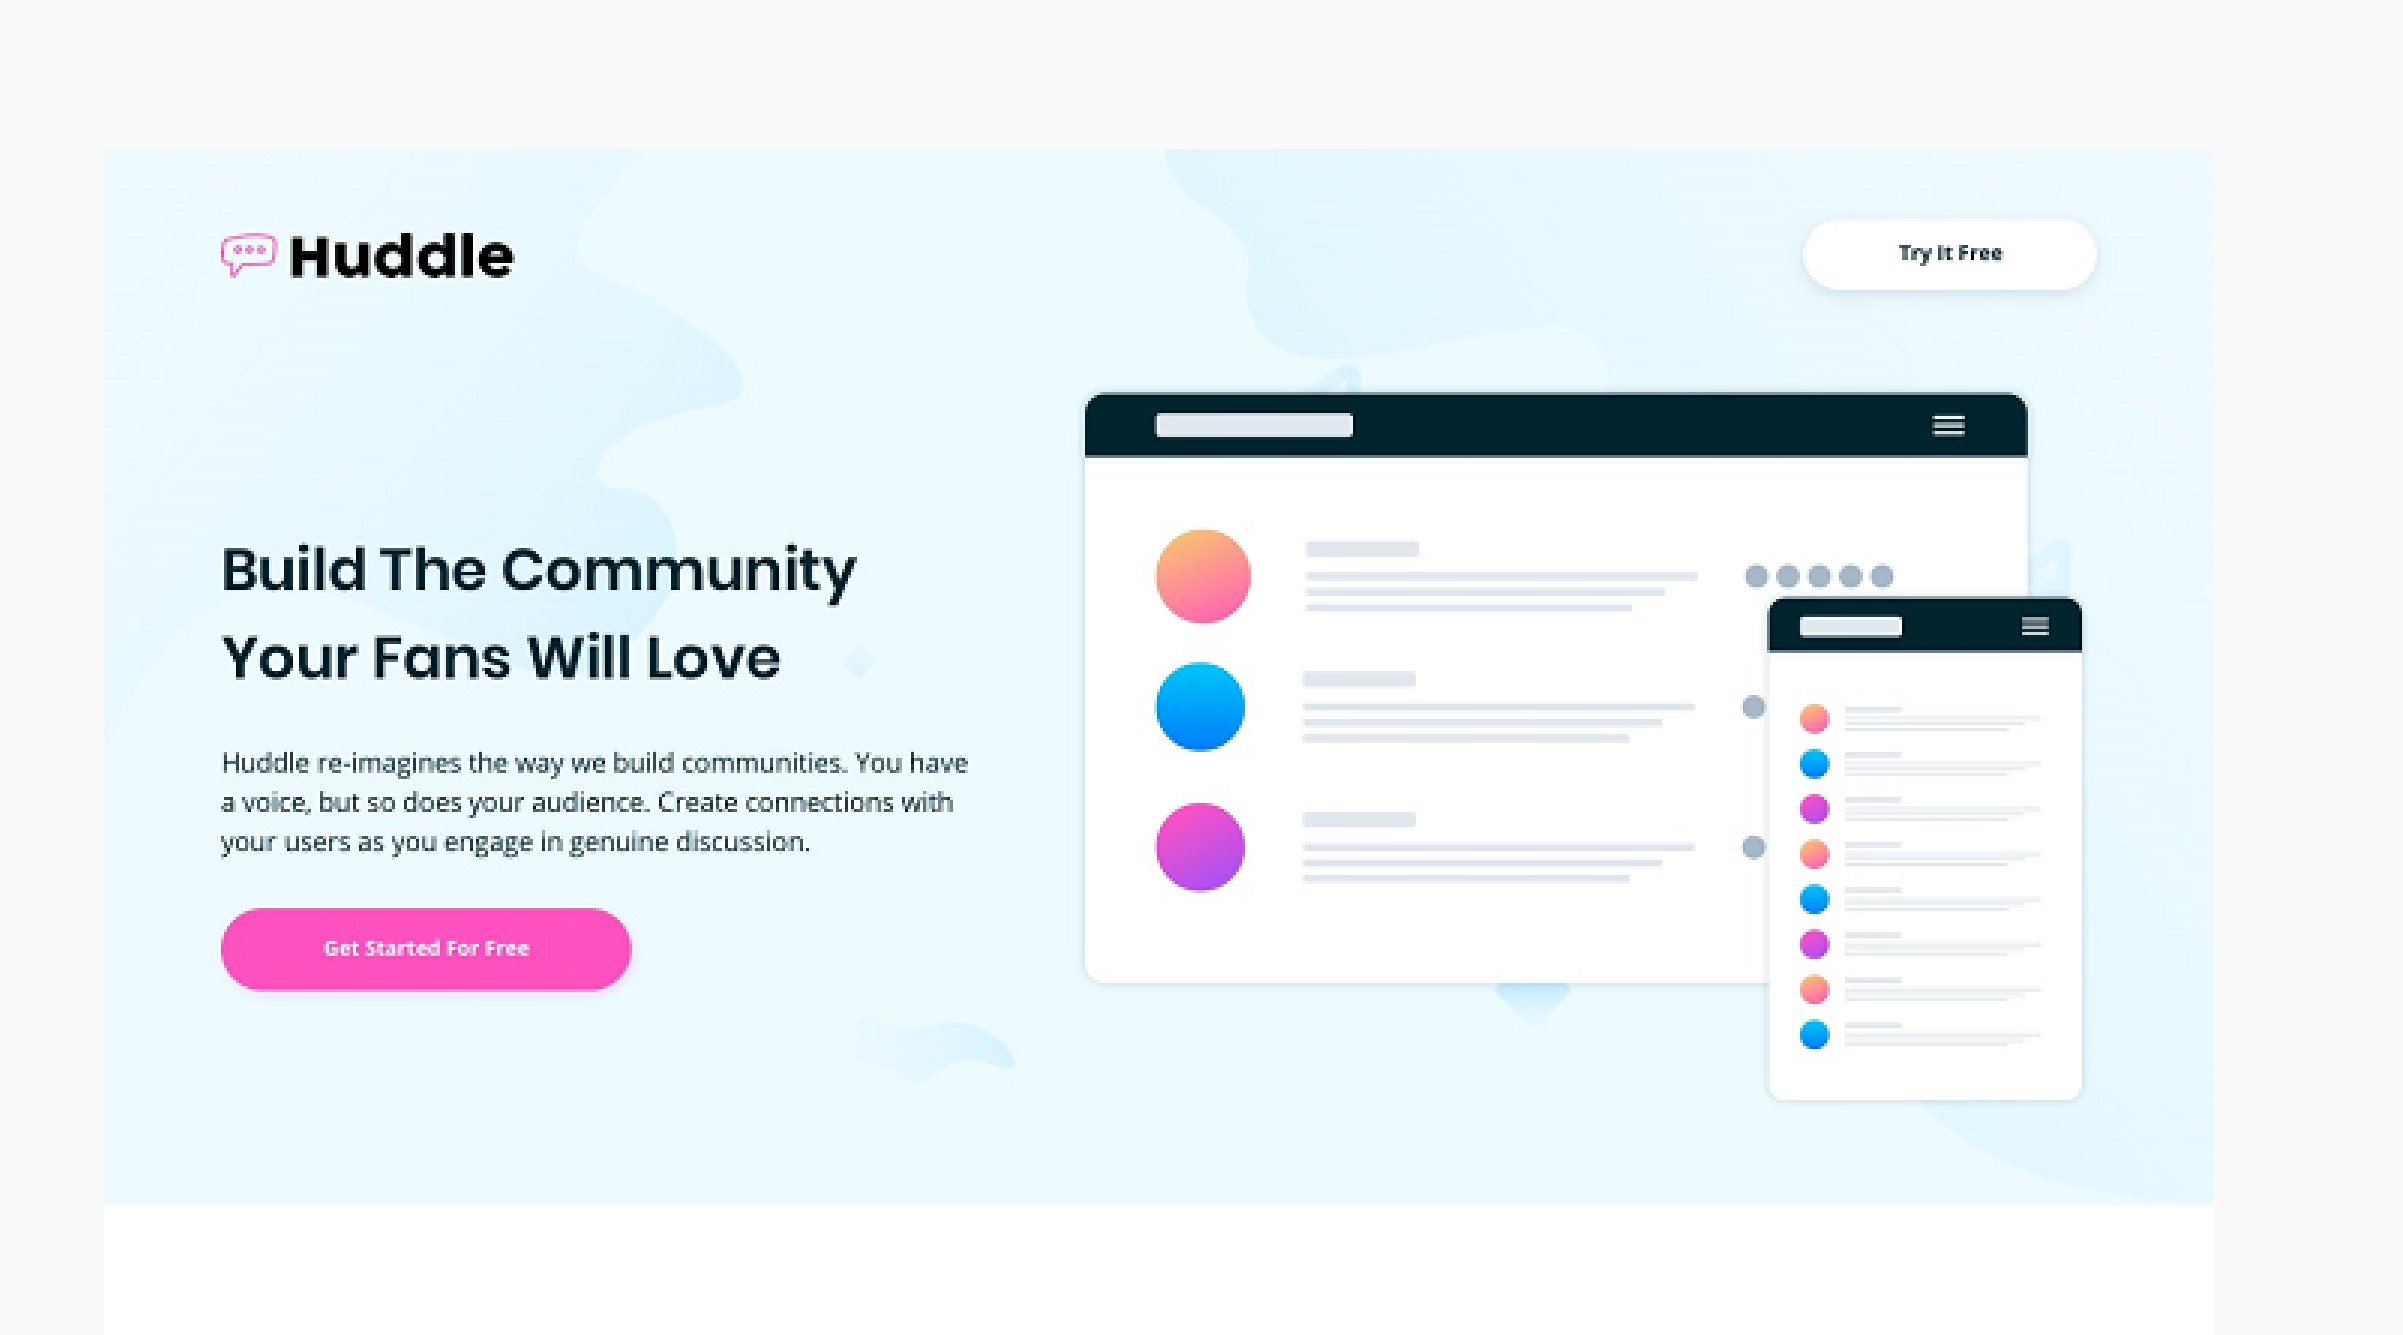 Huddle
Try It Free
Build The Community
Your Fans Will Love
Huddle re-imagines the way we build communities. You have
a voice, but so does your audience. Create connections with
your users as you engage in genuine discussion.
Get Started For Free